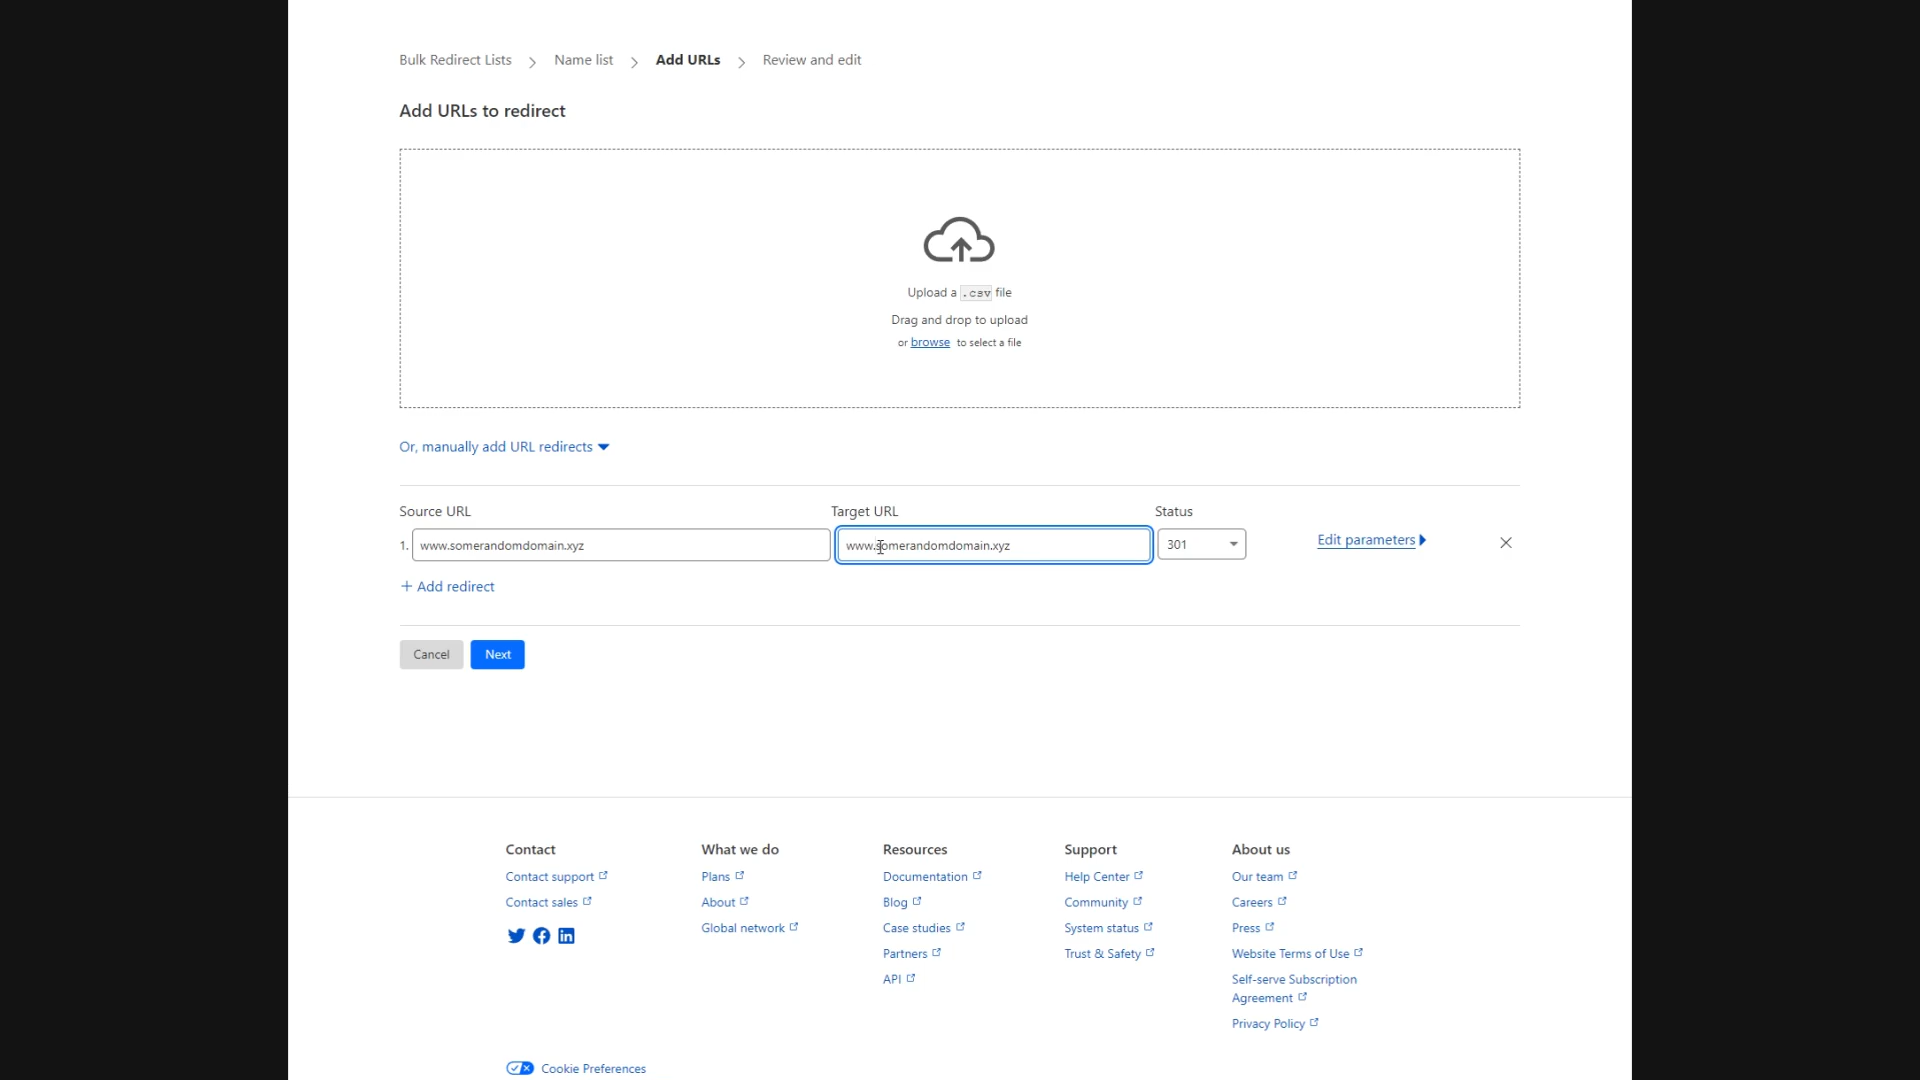 Bulk Redirect Lists > Name list > Add URLs > Review and edit
Add URLs to redirect
Upload a .csv file
Drag and drop to upload
or browse to select a file
Or, manually add URL redirects
Source URL Target URL Status
1. www.somerandomdomain.xyz www.somerandomdomain.xyz 301 Edit parameters
+ Add redirect
Cancel Next
Contact
Contact support
Contact sales
What we do
Plans
About
Global network
Resources
Documentation
Blog
Case studies
Partners
API
Support
Help Center
Community
System status
Trust & Safety
About us
Our team
Careers
Press
Website Terms of Use
Self-serve Subscription
Agreement
Privacy Policy
Cookie Preferences